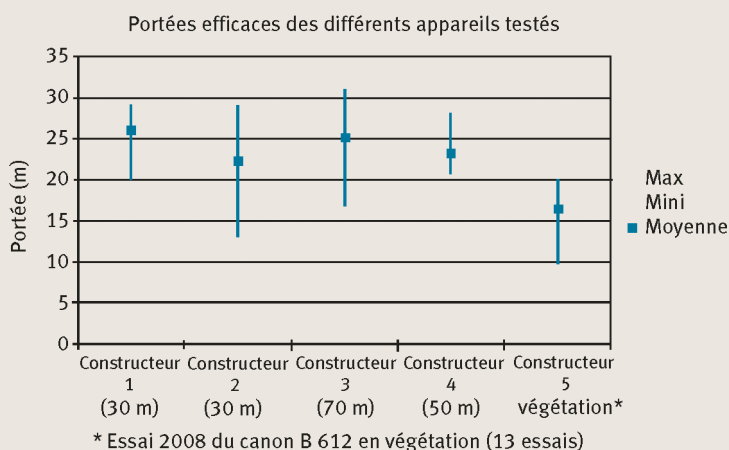 Portées efficaces des différents appareils testés
Portée (m)
35
30
25
20
15
10
5
0
Max
Mini
Moyenne
Constructeur Constructeur Constructeur Constructeur Constructeur
1 2 3 4 5
(30 m) (30 m) (70 m) (50 m) végétation*
* Essai 2008 du canon B 612 en végétation (13 essais)